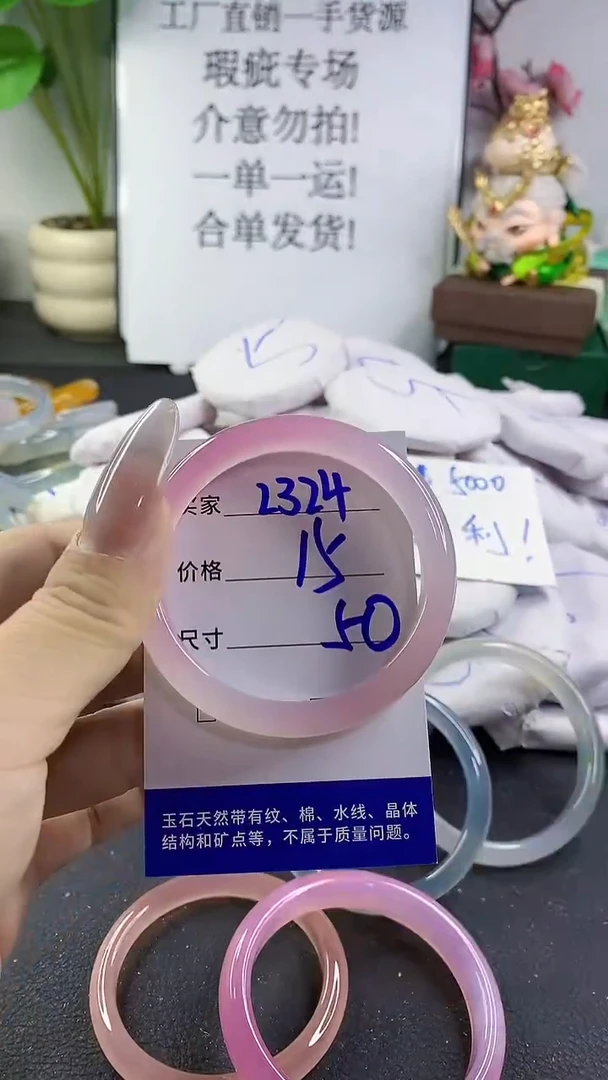 工厂直销一手货源
瑕疵专场
介意勿拍!
一单一运!
合单发货!
15
5000
利!
买家 2324
价格 15
尺寸 50
玉石天然带有纹、棉、水线、晶体
结构和矿点等，不属于质量问题。